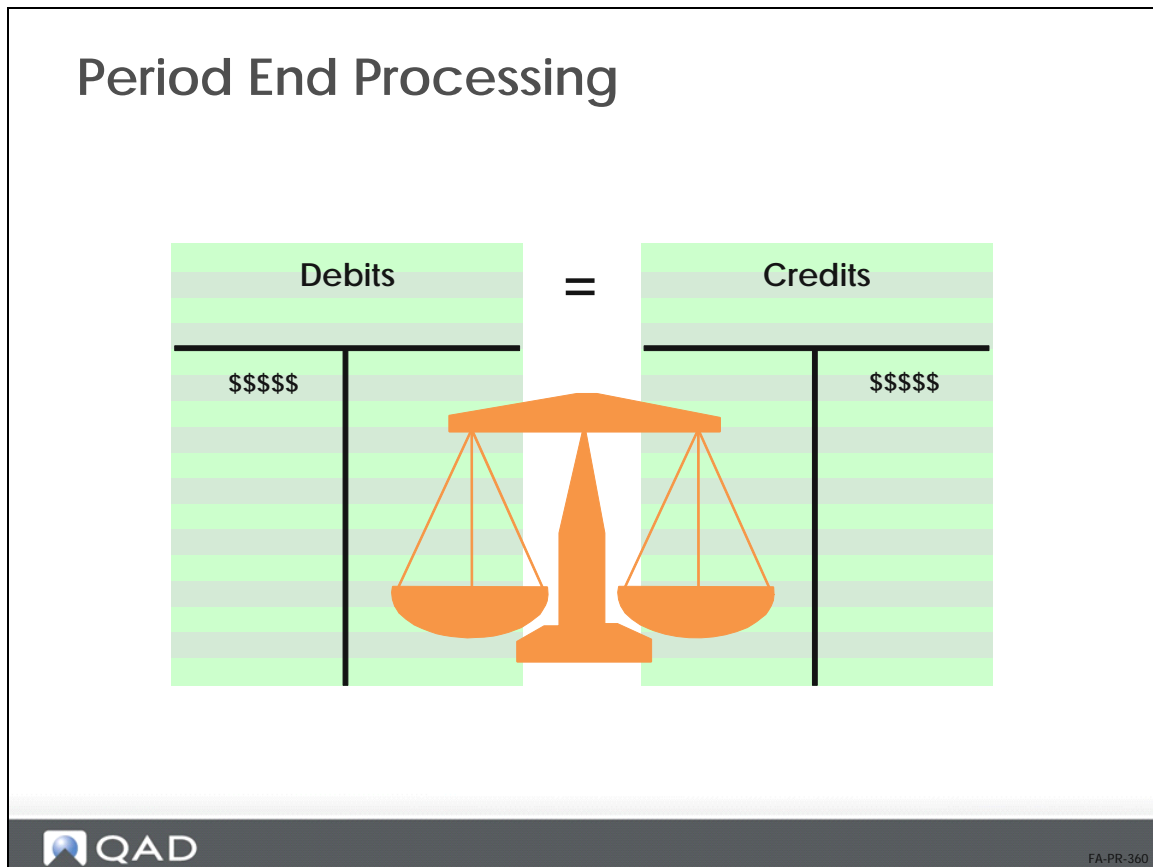 Period End Processing
Debits
=
Credits
$$$$$
$$$$$
QAD
FA-PR-360